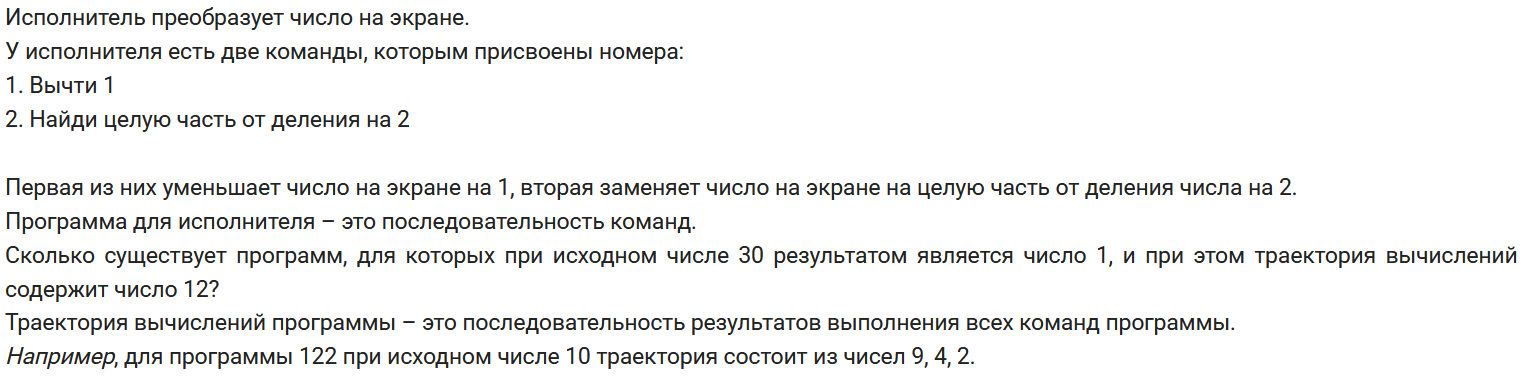 Исполнитель преобразует число на экране.
У исполнителя есть две команды, которым присвоены номера:
1. Вычти 1
2. Найди целую часть от деления на 2
Первая из них уменьшает число на экране на 1, вторая заменяет число на экране на целую часть от деления числа на 2.
Программа для исполнителя – это последовательность команд.
Сколько существует программ, для которых при исходном числе 30 результатом является число 1, и при этом траектория вычислений
содержит число 12?
Траектория вычислений программы – это последовательность результатов выполнения всех команд программы.
Например, для программы 122 при исходном числе 10 траектория состоит из чисел 9, 4, 2.